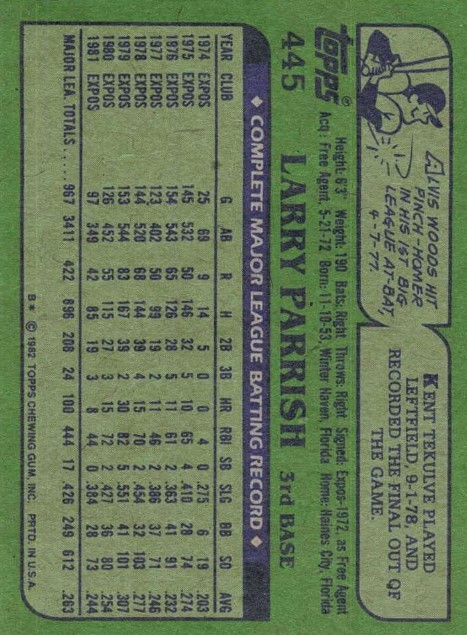 ALVIS WOODS HIT
PINCH-HOMER
IN HIS 1ST BIG
LEAGUE AT-BAT,
4-7-77.
KENT TEKULVE PLAYED
LEFTFIELD, 9-1-78, AND
RECORDED THE FINAL OUT OF
THE GAME.
topps®
Height: 6'3" Weight: 190 Bats: Right Throws: Right Signed: Expos-1972, as Free Agent
Acq: Free Agent, 5-21-72 Born: 11-10-53, Winter Haven, Florida Home: Haines City, Florida
445 LARRY PARRISH 3rd BASE
◆ COMPLETE MAJOR LEAGUE BATTING RECORD ◆
YEAR CLUB G AB R H 2B 3B HR RBI SB SLG BB SO AVG
1974 EXPOS 25 69 9 14 5 0 0 4 0 .275 6 19 .203
1975 EXPOS 145 532 50 146 32 5 10 65 4 .410 28 74 .274
1976 EXPOS 154 543 65 126 28 5 11 61 2 .363 41 91 .232
1977 EXPOS 123 402 50 99 19 2 11 46 2 .386 37 71 .246
1978 EXPOS 144 520 68 144 39 4 15 70 2 .454 32 103 .277
1979 EXPOS 153 544 83 167 39 2 30 82 5 .551 41 101 .307
1980 EXPOS 126 452 55 115 27 3 15 72 2 .427 36 80 .254
1981 EXPOS 97 349 42 85 19 3 8 44 0 .384 28 73 .244
MAJOR LEA. TOTALS ..... 967 3411 422 896 208 24 100 444 17 .426 249 612 .263
B* © 1982 TOPPS CHEWING GUM, INC. PRTD. IN U.S.A.